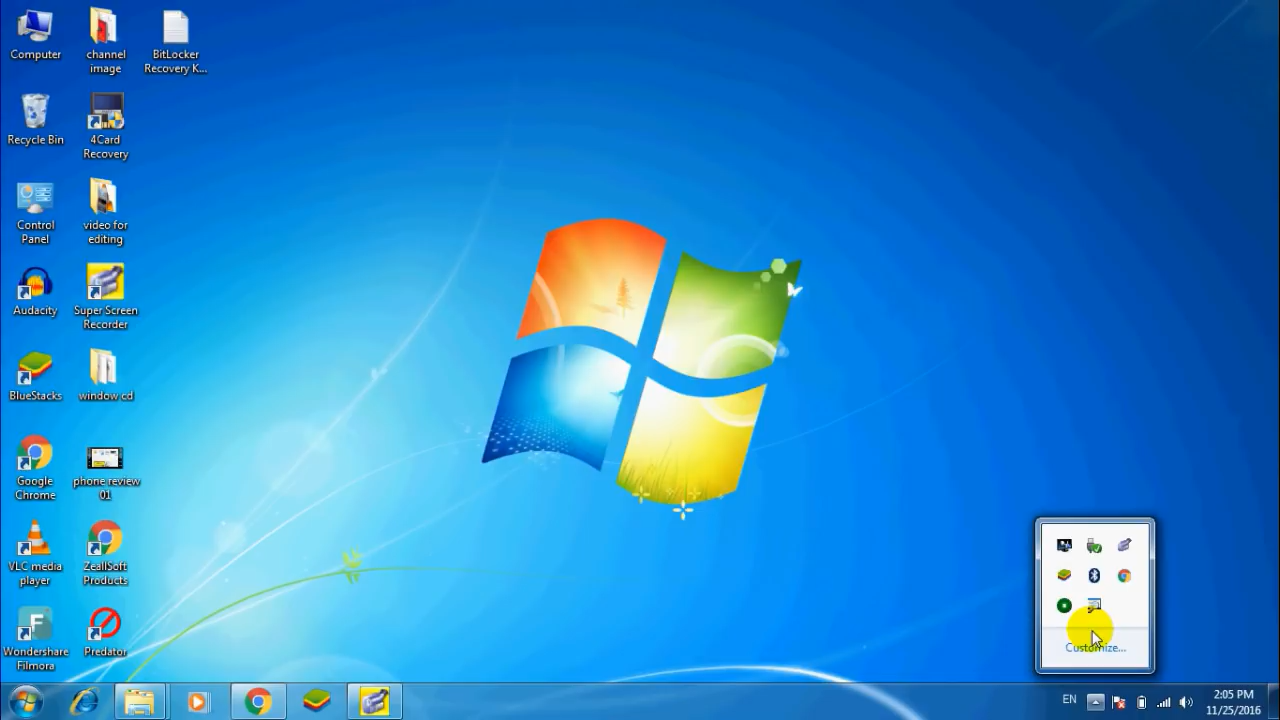 Computer
channel
image
BitLocker
Recovery K...
Recycle Bin
4Card
Recovery
Control
Panel
video for
editing
Audacity
Super Screen
Recorder
BlueStacks
window cd
Google
Chrome
phone review
01
VLC media
player
ZeallSoft
Products
Wondershare
Filmora
Predator
Customize...
EN
2:05 PM
11/25/2016